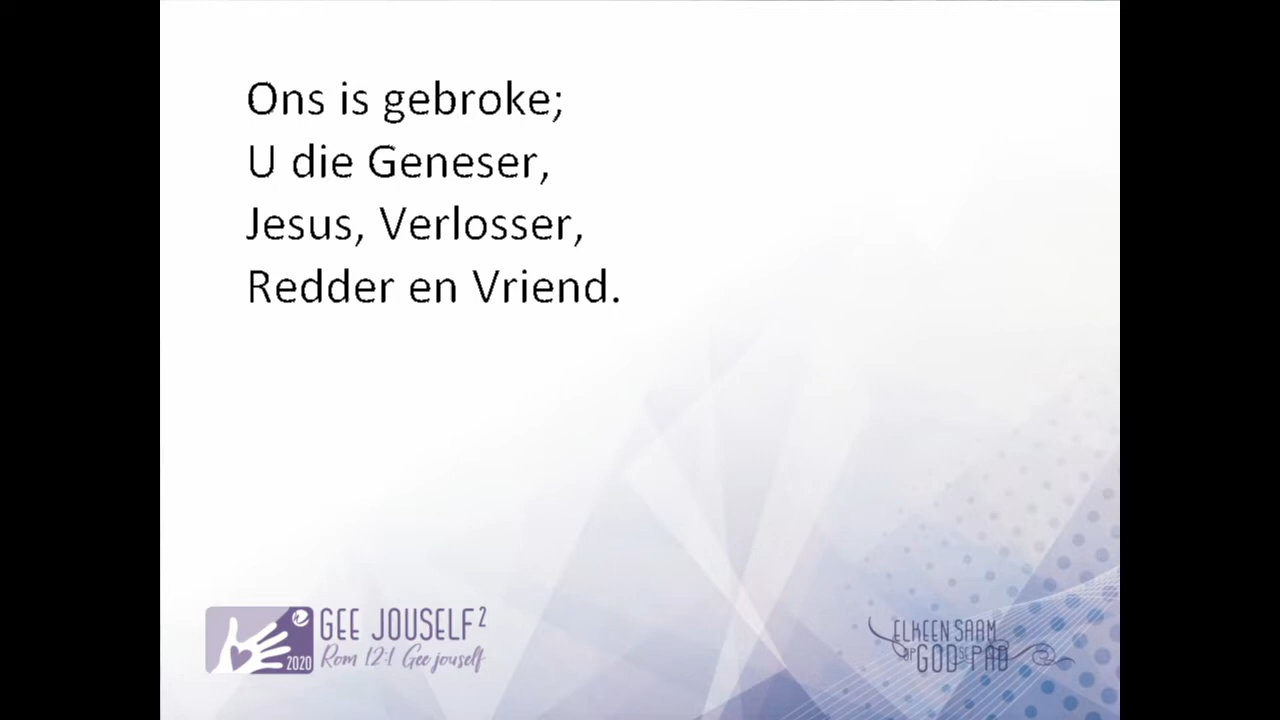 Ons is gebroke;
U die Geneser,
Jesus, Verlosser,
Redder en Vriend.
2020
GEE JOUSELF²
Rom 12:1 Gee jouself
ELKEEN SAAM
OP GOD SE PAD